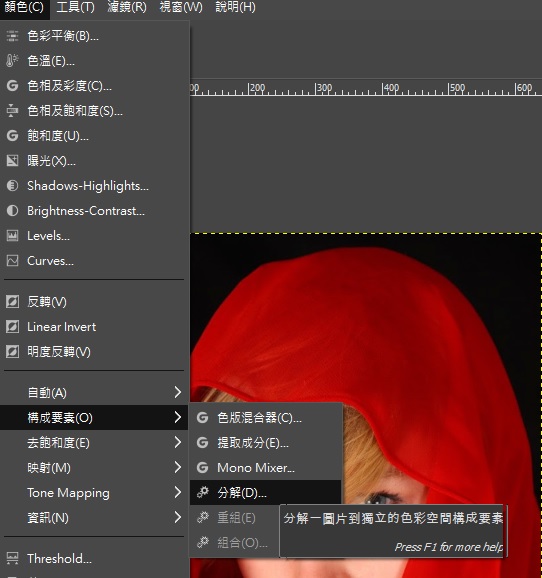 顏色(C) 工具(T) 濾鏡(R) 視窗(W) 說明(H)
色彩平衡(B)...
色溫(E)...
色相及彩度(C)...
色相及飽和度(S)...
飽和度(U)...
曝光(X)...
Shadows-Highlights...
Brightness-Contrast...
Levels...
Curves...
反轉(V)
Linear Invert
明度反轉(V)
自動(A)
構成要素(O)
去飽和度(E)
映射(M)
Tone Mapping
資訊(N)
Threshold...
200 300 400 500 600
色版混合器(C)...
提取成分(E)...
Mono Mixer...
分解(D)...
重組(E)
組合(O)...
分解一圖片到獨立的色彩空間構成要素
Press F1 for more help